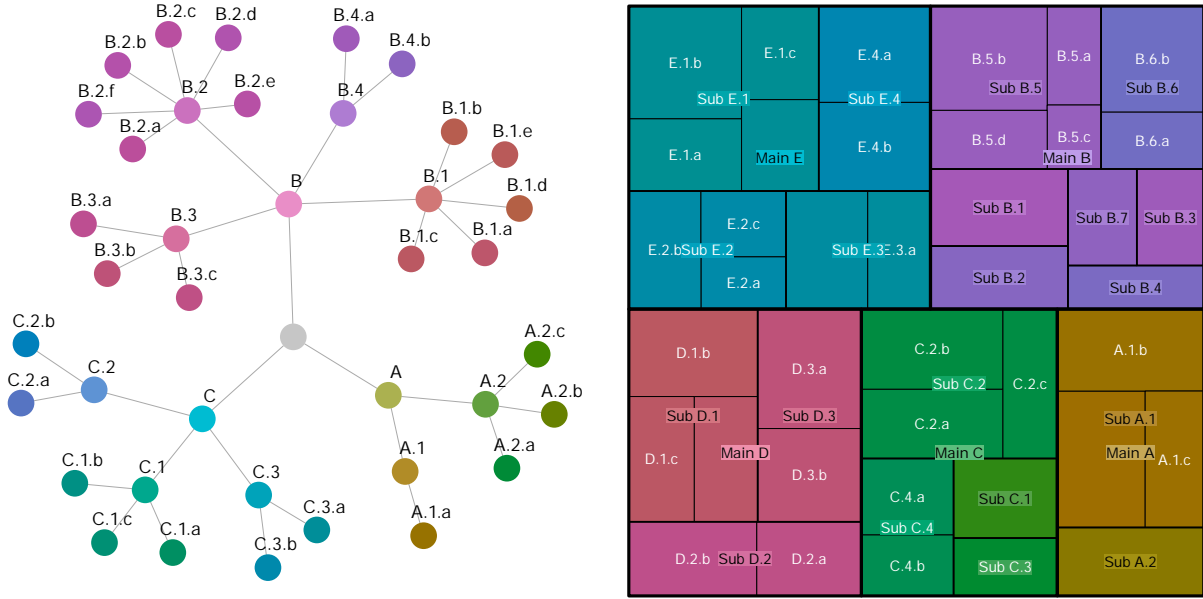 B.2.c
B.2.d
B.4.a
B.2.b
B.4.b
B.2.e
B.2.f
B.2
B.4
B.2.a
B.1.b
B.1.e
B.1
B.1.d
B
B.3.a
B.3
B.3.b
B.1.c
B.1.a
B.3.c
C.2.b
C.2
C.2.a
C
A
A.2
A.2.c
A.2.b
A.1
A.2.a
C.1.b
C.1
C.3
C.1.c
C.1.a
C.3.a
C.3.b
A.1.a
E.1.b
E.1.c
Sub E.1
E.1.a
Main E
E.4.a
Sub E.4
E.4.b
E.2.b
E.2.c
Sub E.2
E.2.a
Sub E.3
E.3.a
B.5.b
B.5.a
Sub B.5
B.5.d
B.5.c
Main B
B.6.b
Sub B.6
B.6.a
Sub B.1
Sub B.2
Sub B.7
Sub B.3
Sub B.4
D.1.b
Sub D.1
D.1.c
Main D
D.3.a
Sub D.3
D.3.b
D.2.b
Sub D.2
D.2.a
C.2.b
Sub C.2
C.2.c
C.2.a
Main C
C.4.a
Sub C.4
C.4.b
Sub C.1
Sub C.3
A.1.b
Sub A.1
Main A
A.1.c
Sub A.2